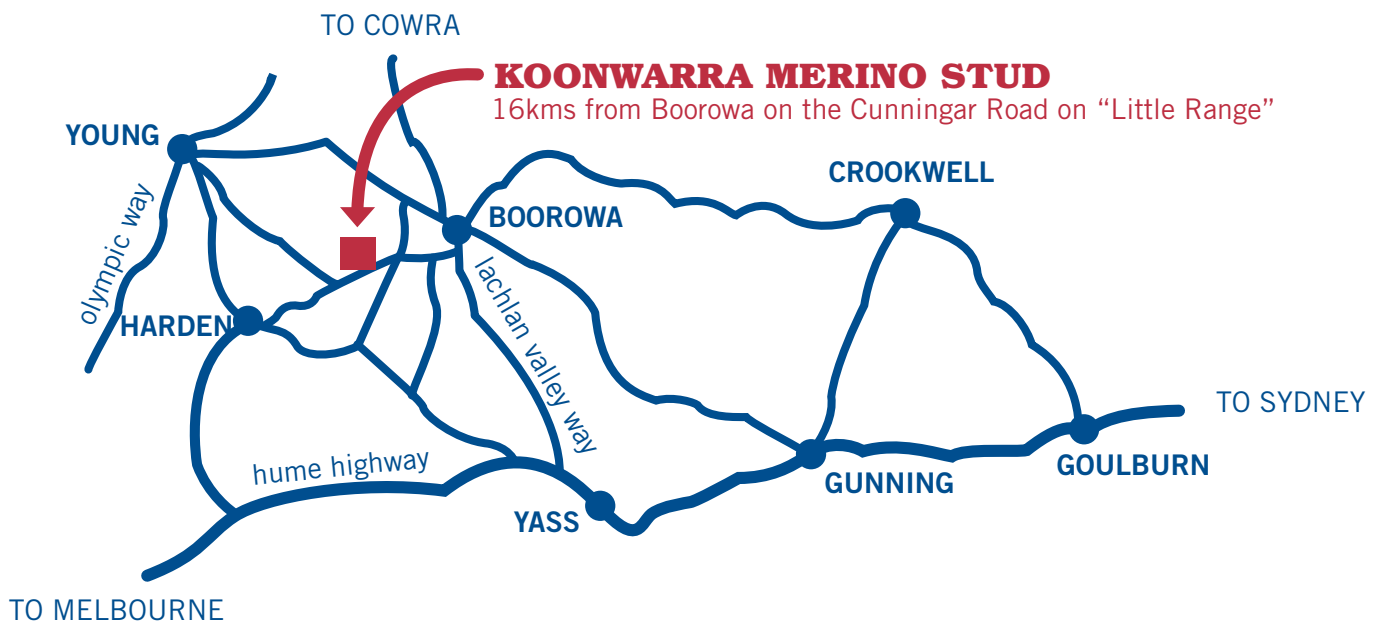 TO COWRA
KOONWARRA MERINO STUD
16kms from Boorowa on the Cunningar Road on “Little Range”
YOUNG
CROOKWELL
BOOROWA
olympic way
lachlan valley way
HARDEN
TO SYDNEY
hume highway
GOULBURN
GUNNING
YASS
TO MELBOURNE